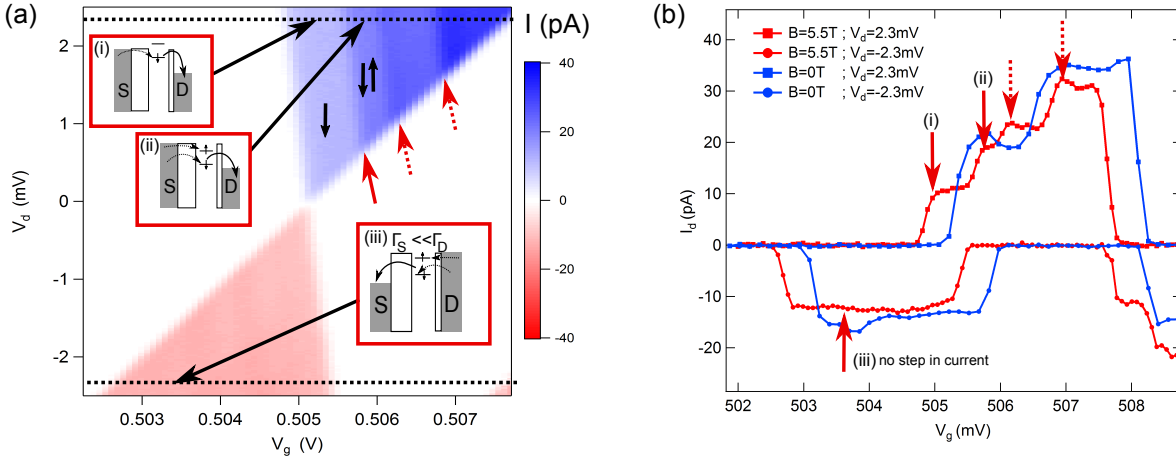 (a)
I (pA)
2
1
0
-1
-2
V_d (mV)
0.503
0.504
0.505
0.506
0.507
V_g (V)
40
20
0
-20
-40
(i)
S
D
(ii)
S
D
(iii) Γ_S <<Γ_D
S
D
(b)
B=5.5T ; V_d=2.3mV
B=5.5T ; V_d=-2.3mV
B=0T ; V_d=2.3mV
B=0T ; V_d=-2.3mV
(i)
(ii)
(iii) no step in current
40
30
20
10
0
-10
-20
I_d(pA)
502
503
504
505
506
507
508
V_g (mV)